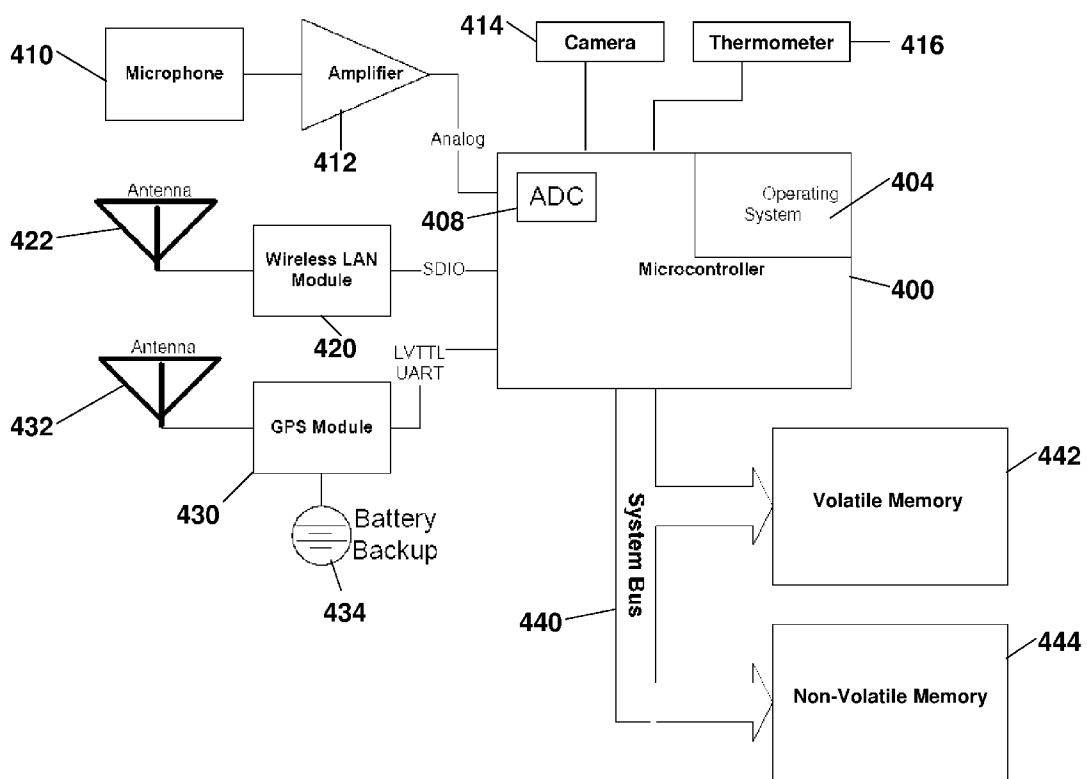 414
Camera
Thermometer
416
410
Microphone
Amplifier
412
Analog
ADC
408
Operating
System
404
Microcontroller
400
Antenna
422
Wireless LAN
Module
SDIO
420
Antenna
432
LVTTL
UART
GPS Module
430
Battery
Backup
434
System Bus
440
Volatile Memory
442
Non-Volatile Memory
444